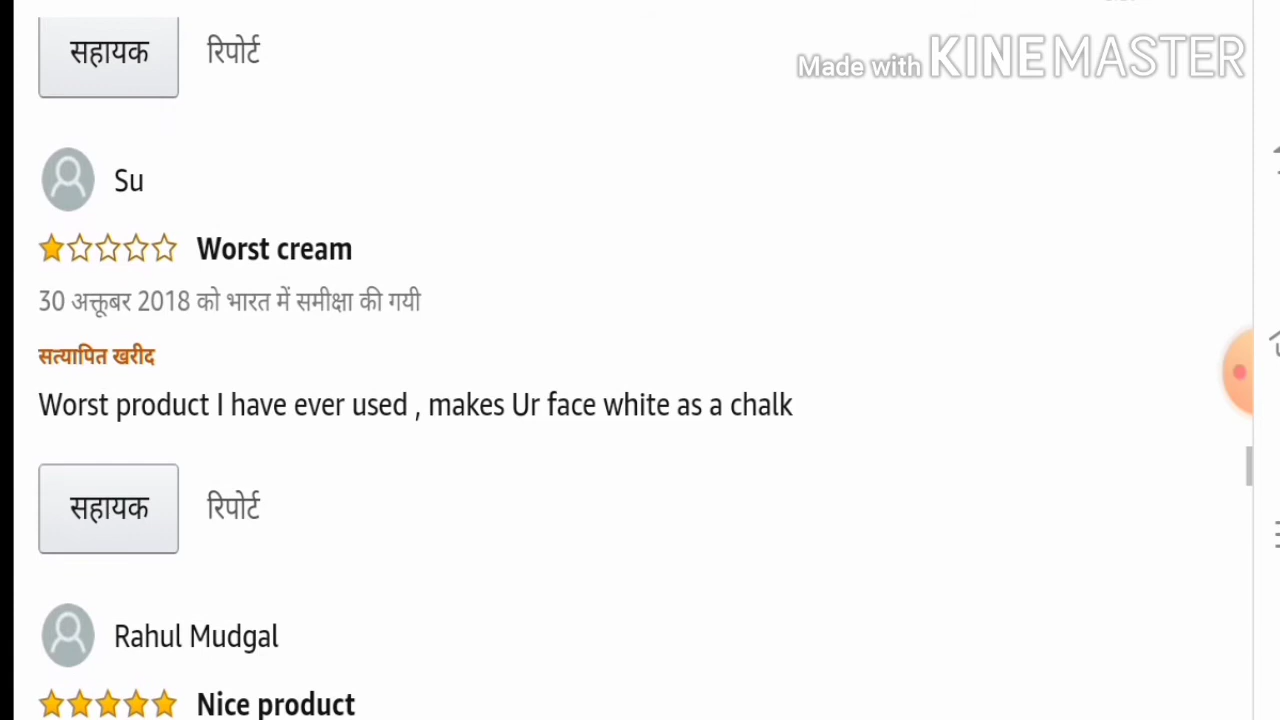 सहायक रिपोर्ट
Made with KINEMASTER
Su
Worst cream
30 अक्तूबर 2018 को भारत में समीक्षा की गयी
सत्यापित खरीद
Worst product I have ever used , makes Ur face white as a chalk
सहायक रिपोर्ट
Rahul Mudgal
Nice product